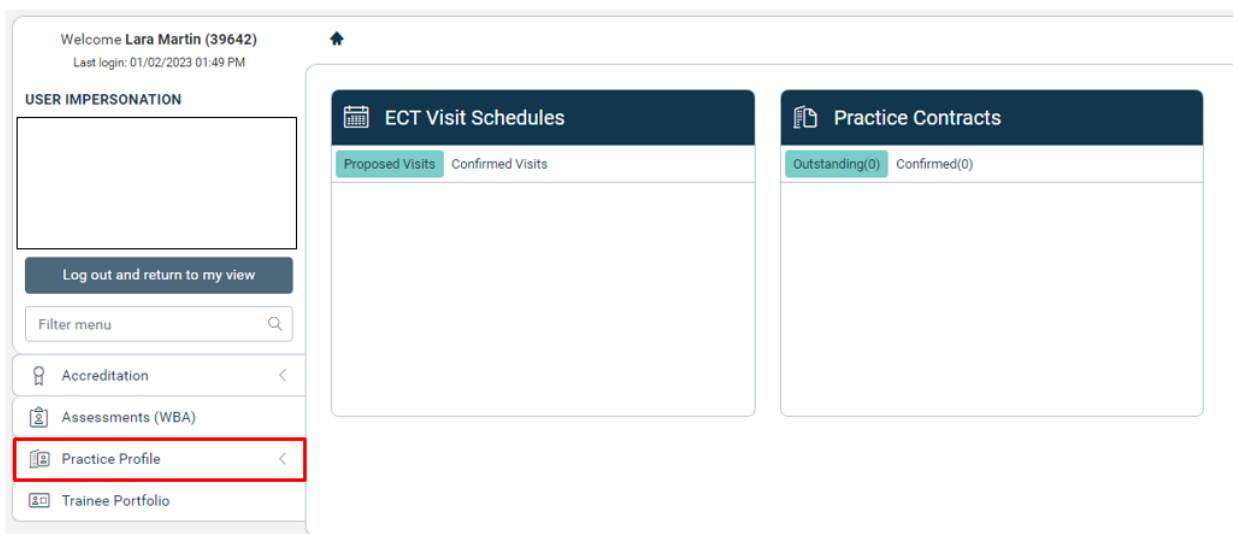 Welcome Lara Martin (39642)
Last login: 01/02/2023 01:49 PM
USER IMPERSONATION
Log out and return to my view
Filter menu
Accreditation
Assessments (WBA)
Practice Profile
Trainee Portfolio
ECT Visit Schedules
Proposed Visits Confirmed Visits
Practice Contracts
Outstanding(0) Confirmed(0)